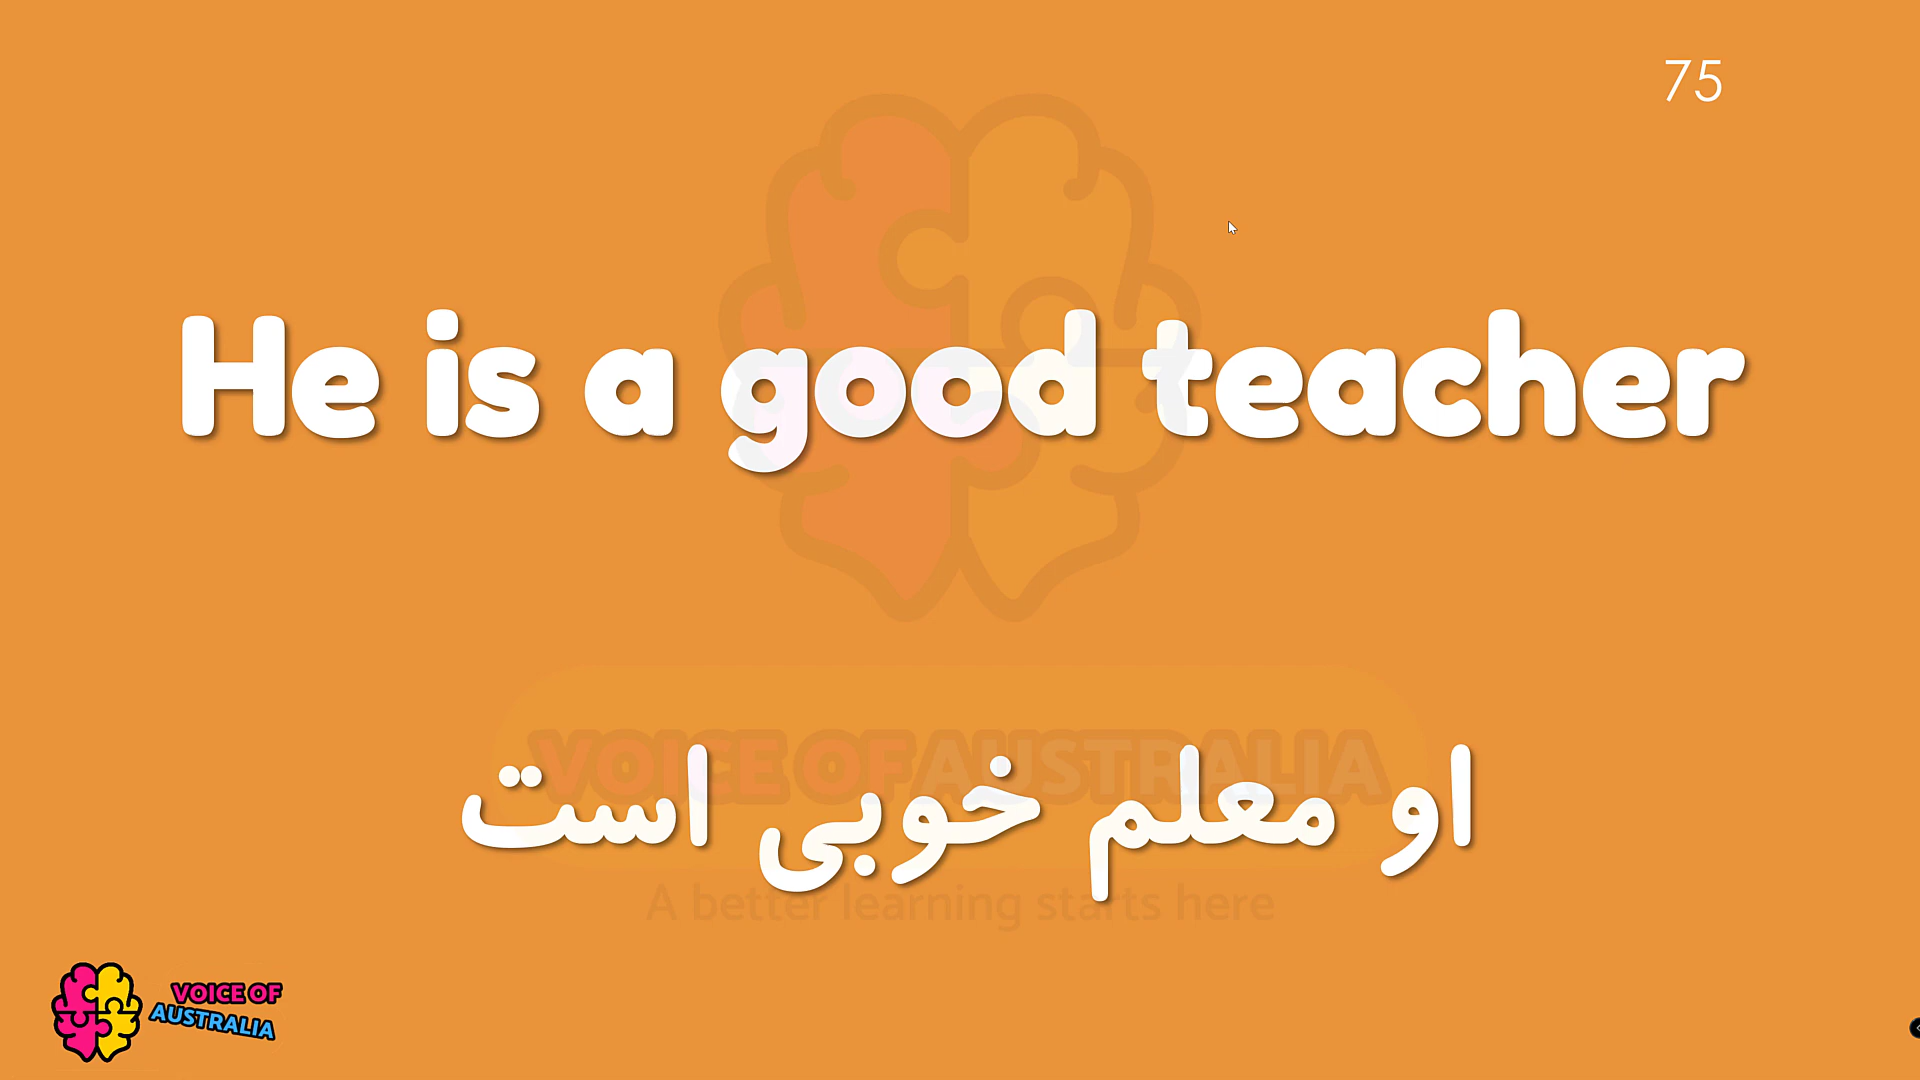 75
He is a good teacher
VOICE OF AUSTRALIA
او معلم خوبی است
A better learning starts here
VOICE OF
AUSTRALIA